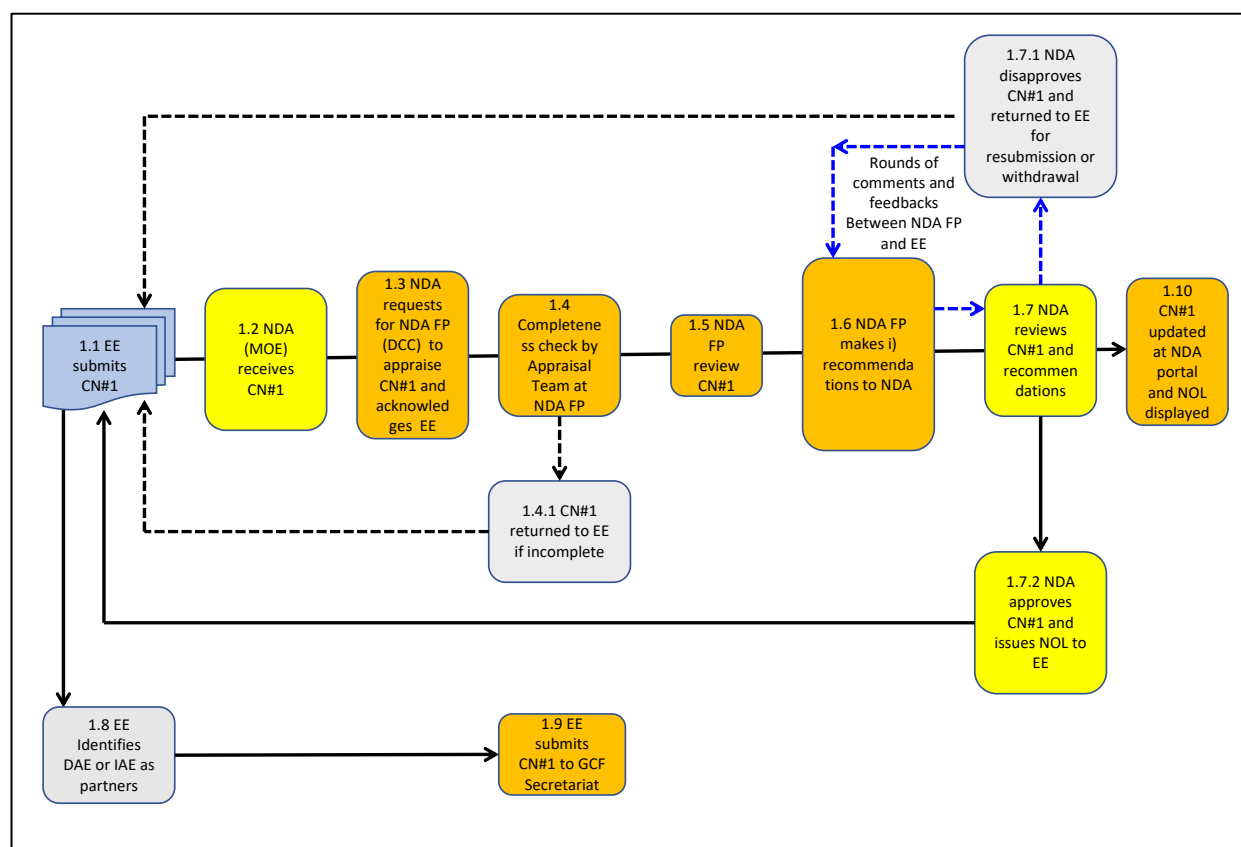 1.7.1 NDA
disapproves
CN#1 and
returned to EE
for
resubmission or
withdrawal
Rounds of
comments and
feedbacks
Between NDA FP
and EE
1.1 EE
submits
CN#1
1.2 NDA
(MOE)
receives
CN#1
1.3 NDA
requests
for NDA FP
(DCC) to
appraise
CN#1 and
acknowled
ges EE
1.4
Completene
ss check by
Appraisal
Team at
NDA FP
1.5 NDA
FP
review
CN#1
1.6 NDA FP
makes i)
recommenda
tions to NDA
1.7 NDA
reviews
CN#1 and
recommen
dations
1.10
CN#1
updated
at NDA
portal
and NOL
displayed
1.4.1 CN#1
returned to EE
if incomplete
1.7.2 NDA
approves
CN#1 and
issues NOL to
EE
1.8 EE
Identifies
DAE or IAE as
partners
1.9 EE
submits
CN#1 to GCF
Secretariat